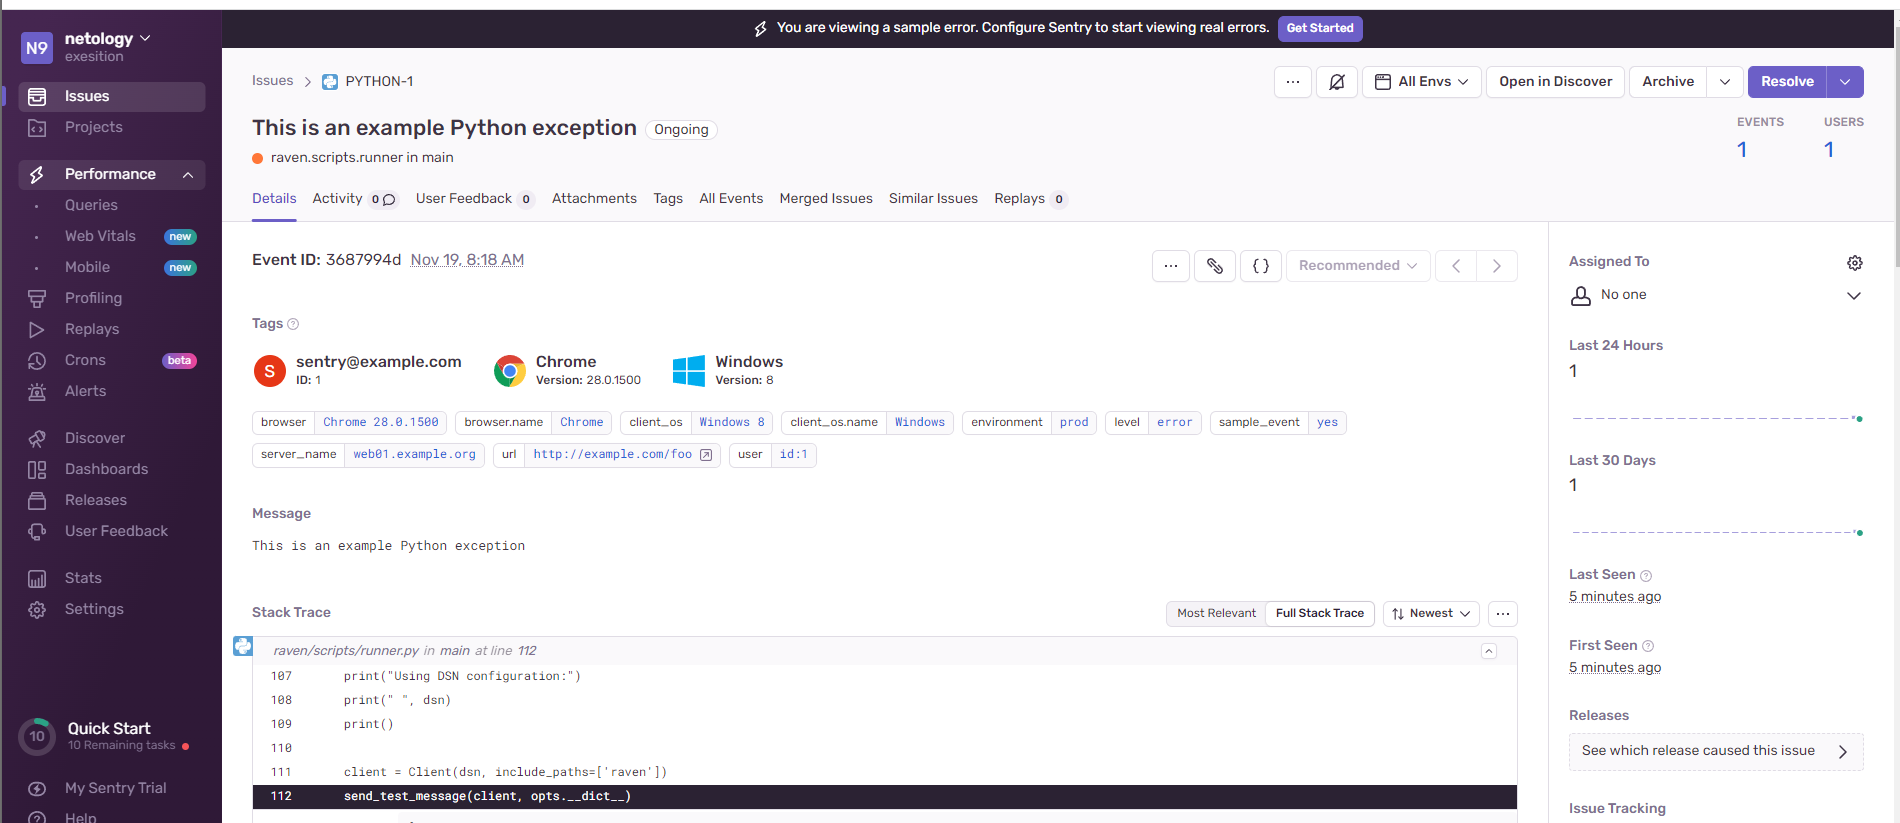 You are viewing a sample error. Configure Sentry to start viewing real errors. Get Started
N9 netology
exesition
Issues
Projects
Performance
Queries
Web Vitals new
Mobile new
Profiling
Replays
Crons beta
Alerts
Discover
Dashboards
Releases
User Feedback
Stats
Settings
10 Quick Start
10 Remaining tasks
My Sentry Trial
Help
Issues PYTHON-1
All Envs Open in Discover Archive Resolve
This is an example Python exception Ongoing
raven.scripts.runner in main
EVENTS USERS
1 1
Details Activity 0 User Feedback 0 Attachments Tags All Events Merged Issues Similar Issues Replays 0
Event ID: 3687994d Nov 19, 8:18 AM
{} Recommended
Tags
S sentry@example.com
ID: 1
Chrome
Version: 28.0.1500
Windows
Version: 8
browser Chrome 28.0.1500 browser.name Chrome client_os Windows 8 client_os.name Windows environment prod level error sample_event yes
server_name web01.example.org url http://example.com/foo user id:1
Message
This is an example Python exception
Stack Trace
Most Relevant Full Stack Trace Newest
raven/scripts/runner.py in main at line 112
107 print("Using DSN configuration:")
108 print(" ", dsn)
109 print()
110
111 client = Client(dsn, include_paths=['raven'])
112 send_test_message(client, opts.__dict__)
Assigned To
No one
Last 24 Hours
1
Last 30 Days
1
Last Seen
5 minutes ago
First Seen
5 minutes ago
Releases
See which release caused this issue
Issue Tracking